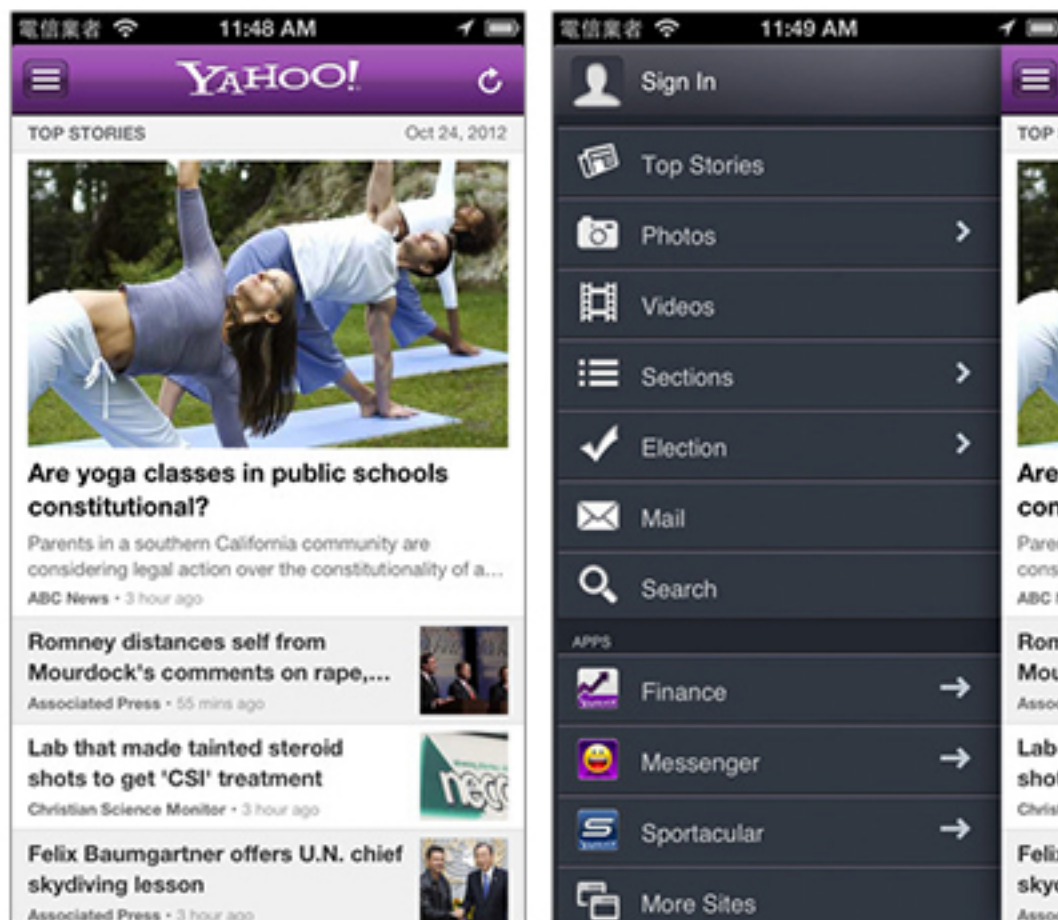 電信業者 11:48 AM
YAHOO!
TOP STORIES Oct 24, 2012
Are yoga classes in public schools
constitutional?
Parents in a southern California community are
considering legal action over the constitutionality of a...
ABC News • 3 hour ago
Romney distances self from
Mourdock's comments on rape,...
Associated Press • 55 mins ago
Lab that made tainted steroid
shots to get 'CSI' treatment
Christian Science Monitor • 3 hour ago
Felix Baumgartner offers U.N. chief
skydiving lesson
Associated Press • 3 hour ago
電信業者 11:49 AM
Sign In
Top Stories
Photos
Videos
Sections
Election
Mail
Search
APPS
Finance
Messenger
Sportacular
More Sites
TOP
Are
con
Pare
cons
ABC
Rom
Mou
Asso
Lab
shot
Chris
Felix
skyd
Asso